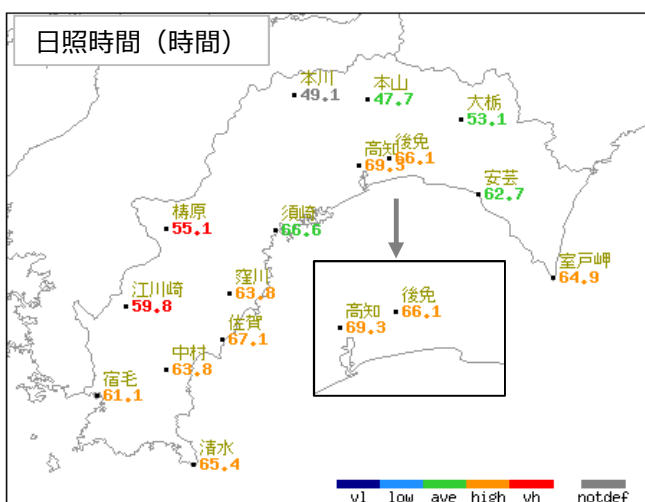 日照時間（時間）
本川
49.1
本山
47.7
大栃
53.1
高知
69.3
後免
66.1
安芸
62.7
梼原
55.1
須崎
66.6
室戸岬
64.9
江川崎
59.8
窪川
63.8
佐賀
67.1
高知
69.3
後免
66.1
中村
63.8
宿毛
61.1
清水
65.4
vl low ave high vh notdef